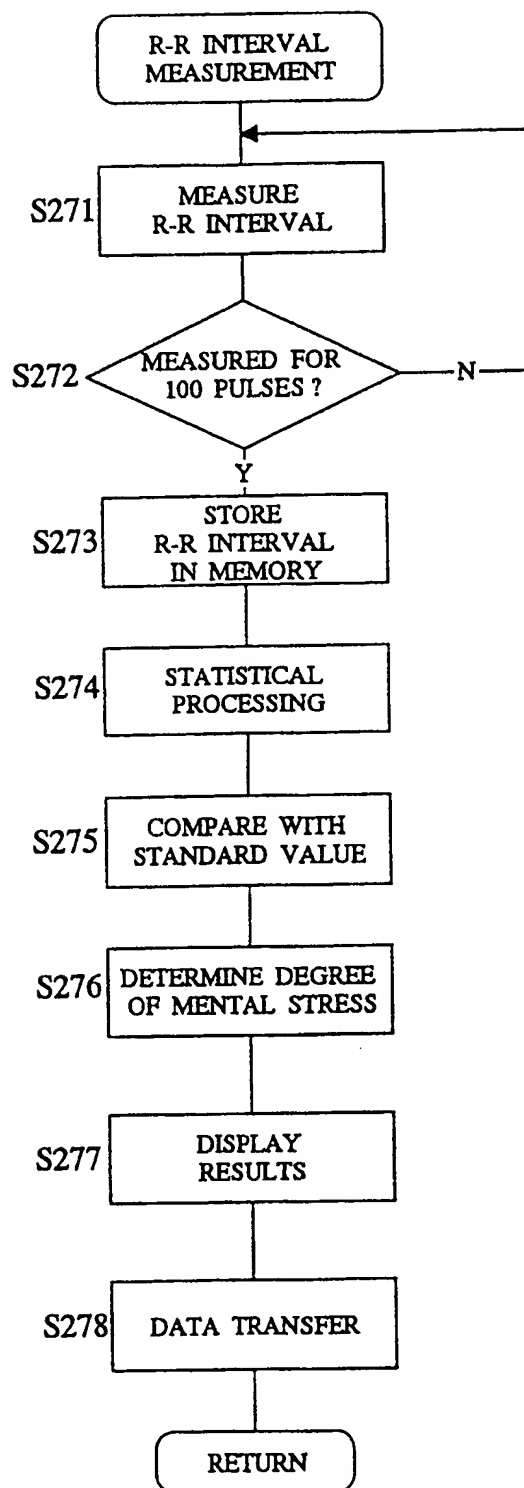 R-R INTERVAL
MEASUREMENT
S271
MEASURE
R-R INTERVAL
S272
MEASURED FOR
100 PULSES ?
N
Y
S273
STORE
R-R INTERVAL
IN MEMORY
S274
STATISTICAL
PROCESSING
S275
COMPARE WITH
STANDARD VALUE
S276
DETERMINE DEGREE
OF MENTAL STRESS
S277
DISPLAY
RESULTS
S278
DATA TRANSFER
RETURN